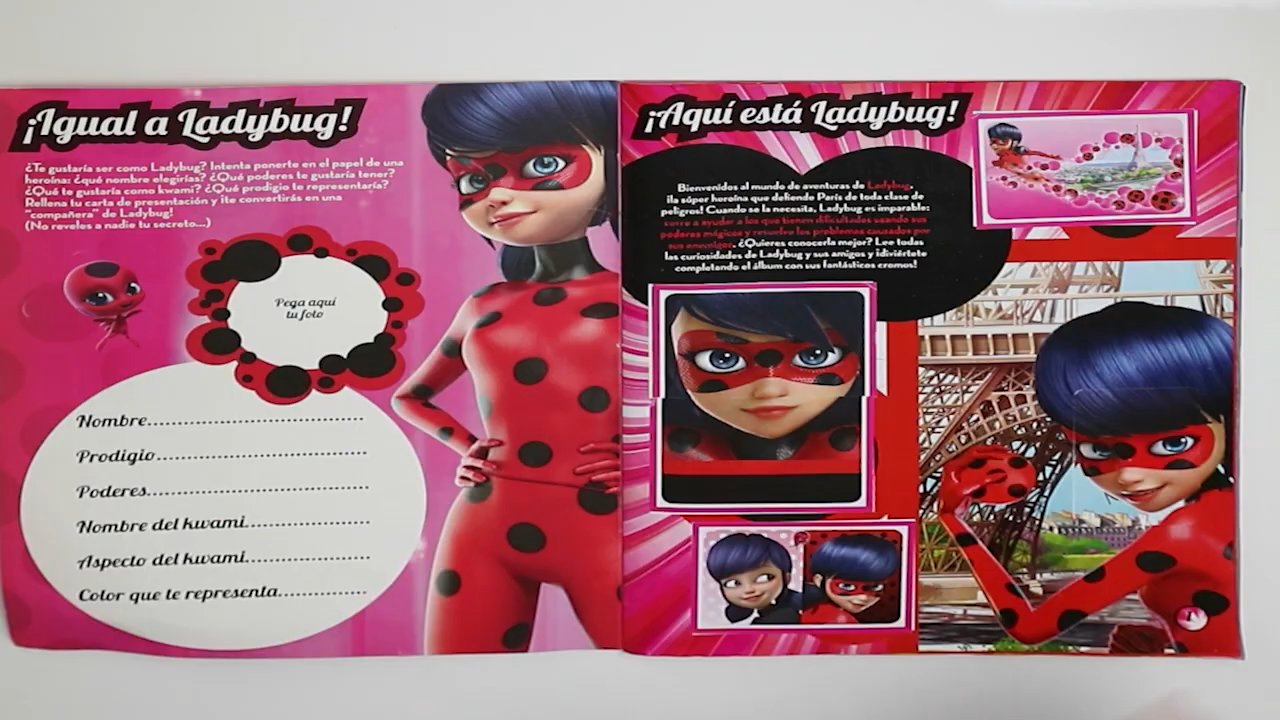 ¡Igual a Ladybug!
¿Te gustaría ser como Ladybug? Intenta ponerte en el papel de una
heroína: ¿qué nombre elegirías? ¿Qué poderes te gustaría tener?
¿Qué te gustaría como kwami? ¿Qué prodigio te representaría?
Rellena tu carta de presentación y ¡te convertirás en una
"compañera" de Ladybug!
(No reveles a nadie tu secreto...)
Pega aquí
tu foto
Nombre
Prodigio
Poderes
Nombre del kwami
Aspecto del kwami
Color que te representa
¡Aquí está Ladybug!
Bienvenidos al mundo de aventuras de Ladybug,
¡la súper heroína que defiende París de toda clase de
peligros! Cuando se la necesita, Ladybug es imparable:
corre a ayudar a los que tienen dificultades usando sus
poderes mágicos y resuelve los problemas causados por
sus enemigos. ¿Quieres conocerla mejor? Lee todas
las curiosidades de Ladybug y sus amigos y ¡diviértete
completando el álbum con sus fantásticos cromos!